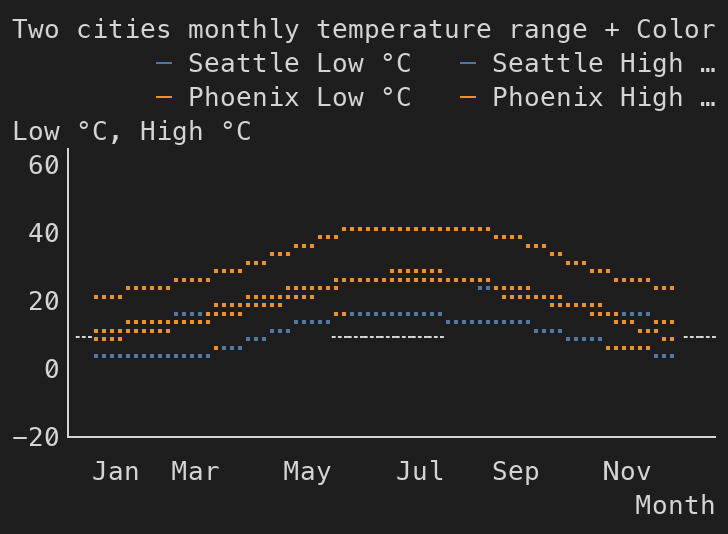 Two cities monthly temperature range + Color
Seattle Low °C Seattle High …
Phoenix Low °C Phoenix High …
Low °C, High °C
60
40
20
0
−20
Jan Mar May Jul Sep Nov
Month